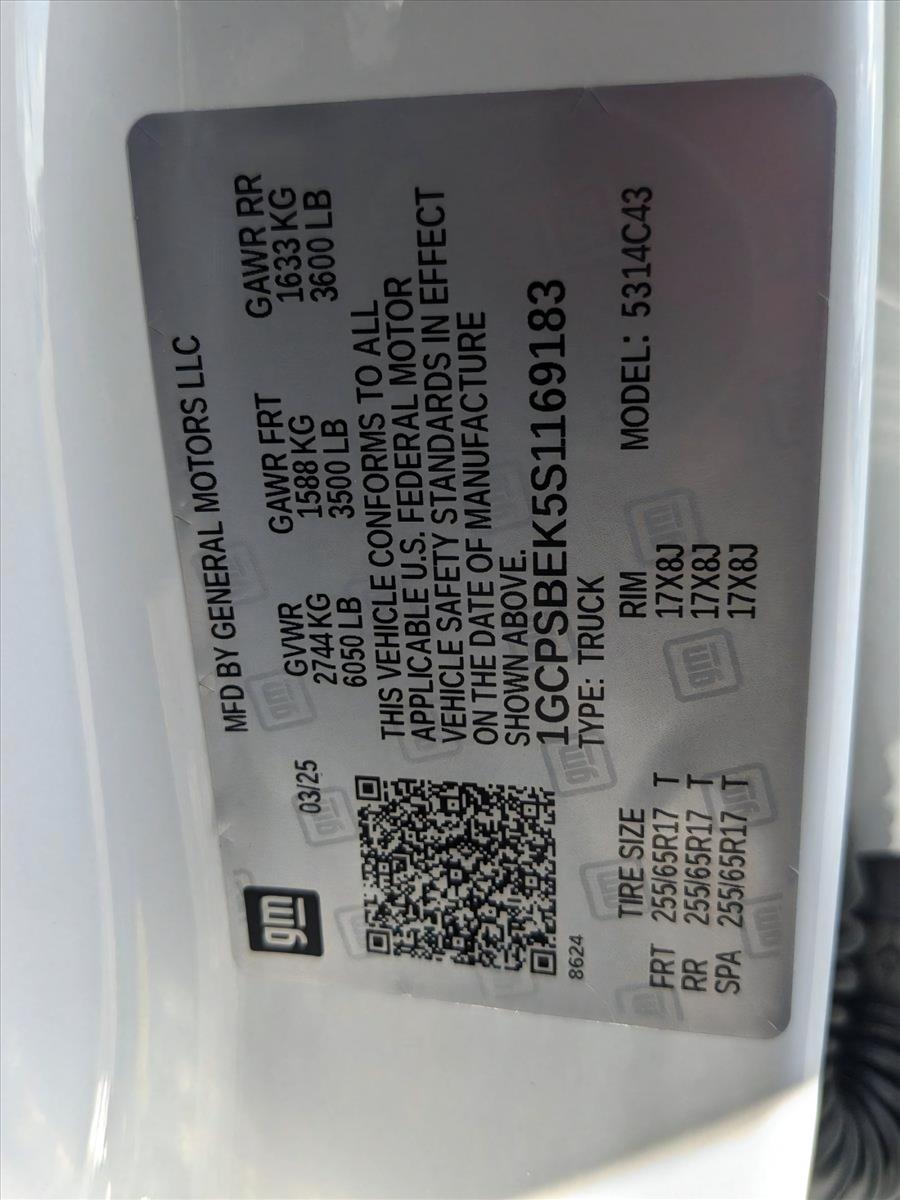 gm
03/25
MFD BY GENERAL MOTORS LLC
GVWR GAWR FRT GAWR RR
2744 KG 1588 KG 1633 KG
6050 LB 3500 LB 3600 LB
THIS VEHICLE CONFORMS TO ALL
APPLICABLE U.S. FEDERAL MOTOR
VEHICLE SAFETY STANDARDS IN EFFECT
ON THE DATE OF MANUFACTURE
SHOWN ABOVE.
1GCPSBEK5S1169183
8624
TYPE: TRUCK
TIRE SIZE RIM MODEL: 5314C43
FRT 255/65R17 T 17X8J
RR 255/65R17 T 17X8J
SPA 255/65R17 T 17X8J